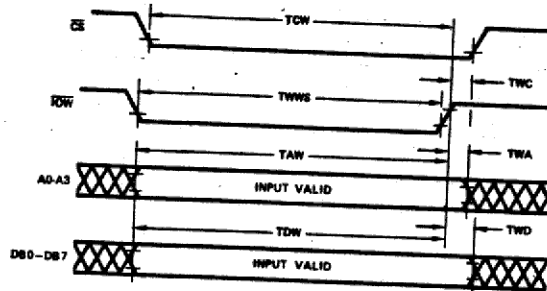 TCW
CS
TWC
TWWS
IOW
TAW
TWA
A0-A3
INPUT VALID
TDW
TWD
DB0–DB7
INPUT VALID